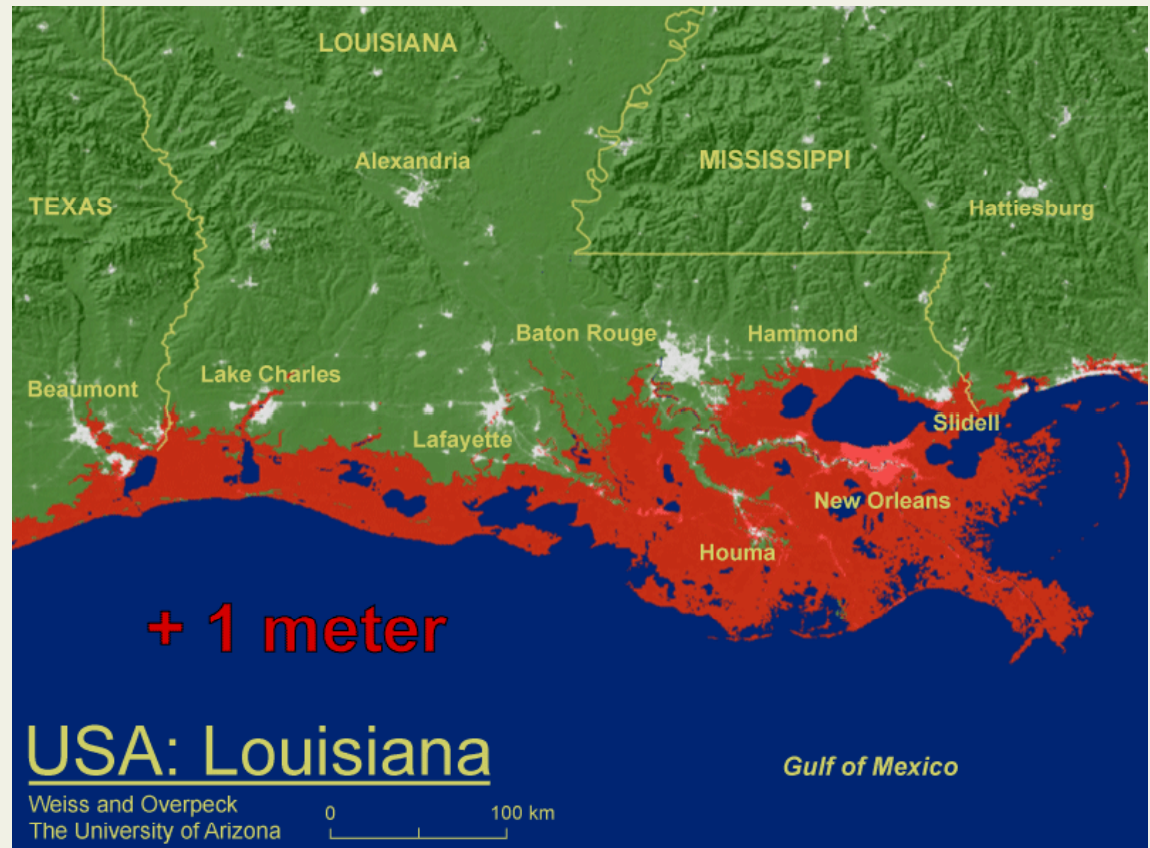 LOUISIANA
Alexandria
MISSISSIPPI
TEXAS
Hattiesburg
Baton Rouge
Hammond
Lake Charles
Beaumont
Slidell
Lafayette
New Orleans
Houma
+ 1 meter
USA: Louisiana
Gulf of Mexico
Weiss and Overpeck
0 100 km
The University of Arizona